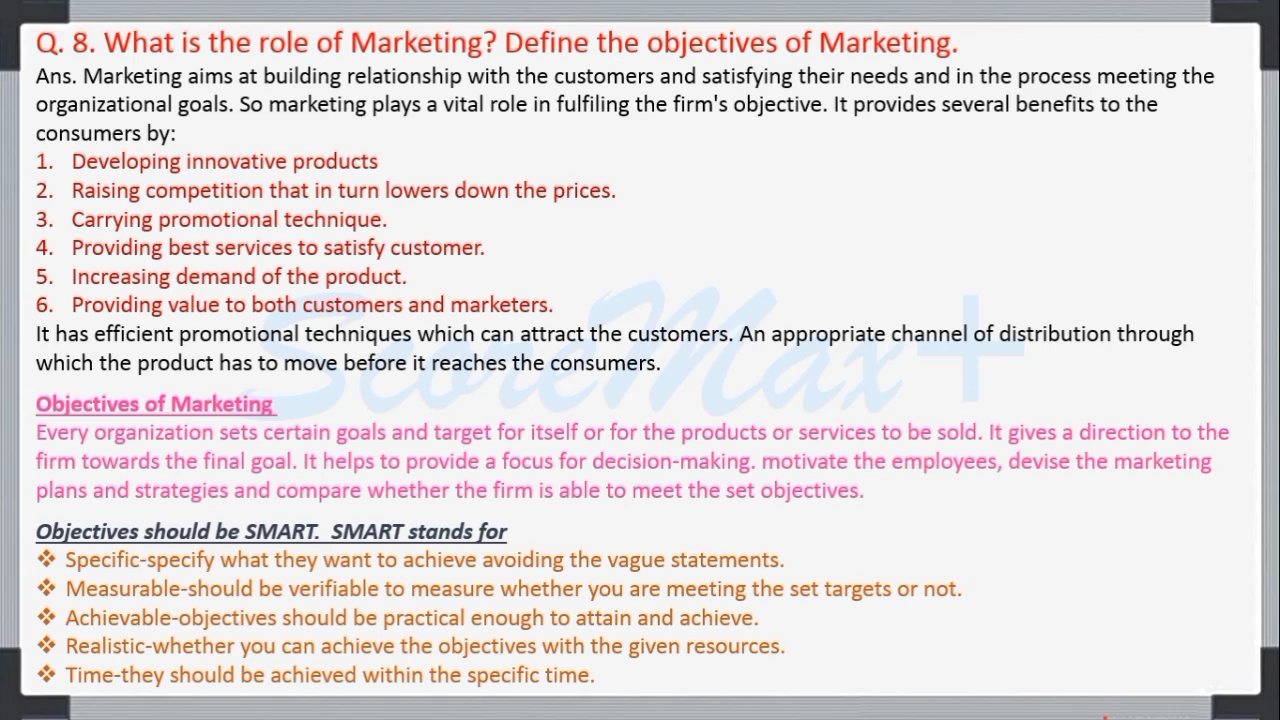 Q. 8. What is the role of Marketing? Define the objectives of Marketing.
Ans. Marketing aims at building relationship with the customers and satisfying their needs and in the process meeting the
organizational goals. So marketing plays a vital role in fulfiling the firm's objective. It provides several benefits to the
consumers by:
1. Developing innovative products
2. Raising competition that in turn lowers down the prices.
3. Carrying promotional technique.
4. Providing best services to satisfy customer.
5. Increasing demand of the product.
6. Providing value to both customers and marketers.
It has efficient promotional techniques which can attract the customers. An appropriate channel of distribution through
which the product has to move before it reaches the consumers.
ScoreMax+
Objectives of Marketing
Every organization sets certain goals and target for itself or for the products or services to be sold. It gives a direction to the
firm towards the final goal. It helps to provide a focus for decision-making. motivate the employees, devise the marketing
plans and strategies and compare whether the firm is able to meet the set objectives.
Objectives should be SMART. SMART stands for
❖ Specific-specify what they want to achieve avoiding the vague statements.
❖ Measurable-should be verifiable to measure whether you are meeting the set targets or not.
❖ Achievable-objectives should be practical enough to attain and achieve.
❖ Realistic-whether you can achieve the objectives with the given resources.
❖ Time-they should be achieved within the specific time.